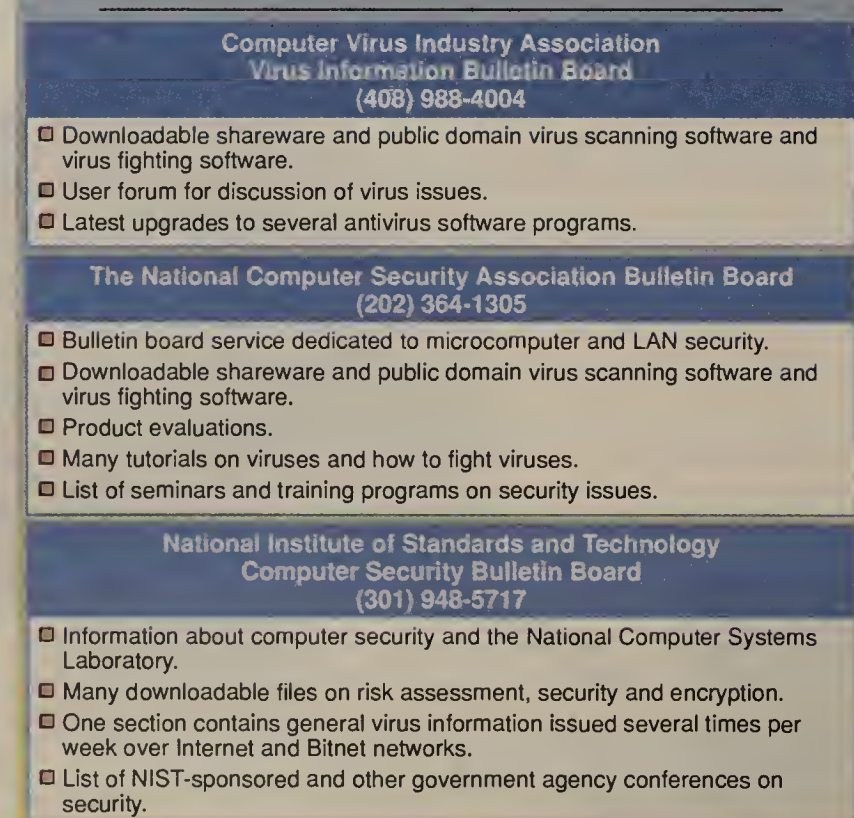 Computer Virus Industry Association
Virus Information Bulletin Board
(408) 988-4004
Downloadable shareware and public domain virus scanning software and
virus fighting software.
User forum for discussion of virus issues.
Latest upgrades to several antivirus software programs.
The National Computer Security Association Bulletin Board
(202) 364-1305
Bulletin board service dedicated to microcomputer and LAN security.
Downloadable shareware and public domain virus scanning software and
virus fighting software.
Product evaluations.
Many tutorials on viruses and how to fight viruses.
List of seminars and training programs on security issues.
National Institute of Standards and Technology
Computer Security Bulletin Board
(301) 948-5717
Information about computer security and the National Computer Systems
Laboratory.
Many downloadable files on risk assessment, security and encryption.
One section contains general virus information issued several times per
week over Internet and Bitnet networks.
List of NIST-sponsored and other government agency conferences on
security.